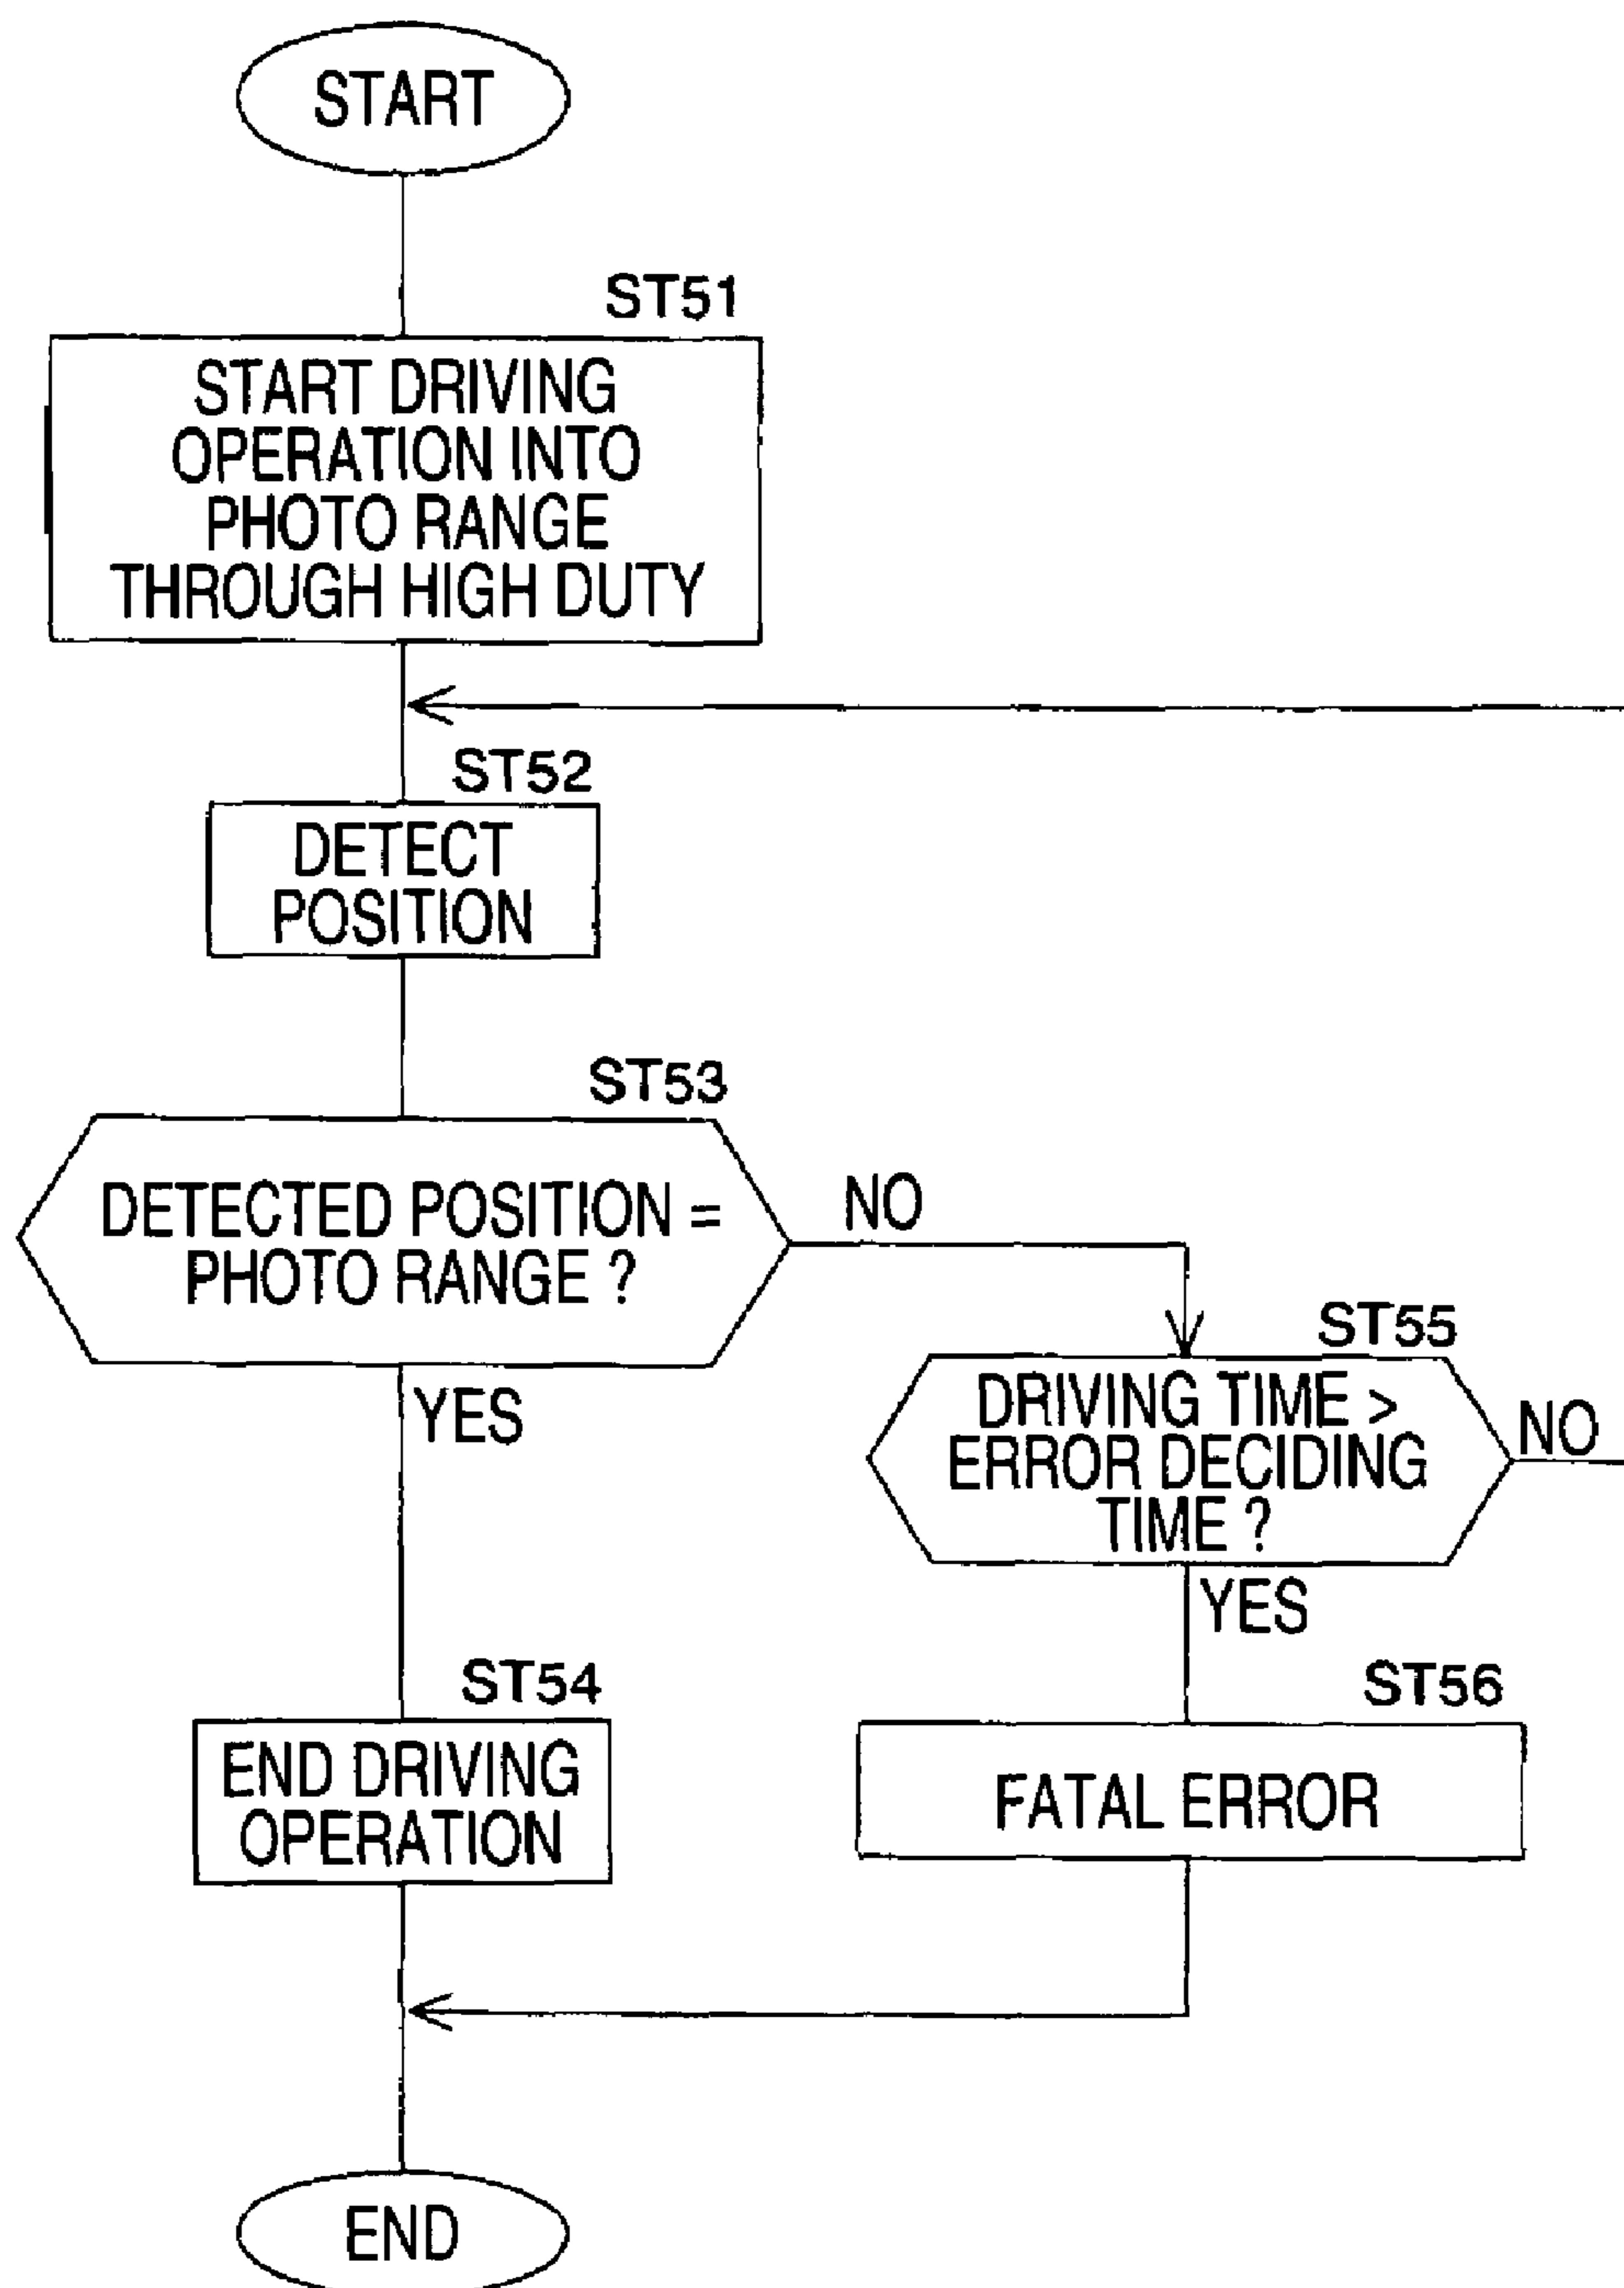 START
ST51
START DRIVING
OPERATION INTO
PHOTO RANGE
THROUGH HIGH DUTY
ST52
DETECT
POSITION
ST53
DETECTED POSITION =
PHOTO RANGE ?
NO
YES
ST55
DRIVING TIME >
ERROR DECIDING
TIME ?
NO
YES
ST54
END DRIVING
OPERATION
ST56
FATAL ERROR
END